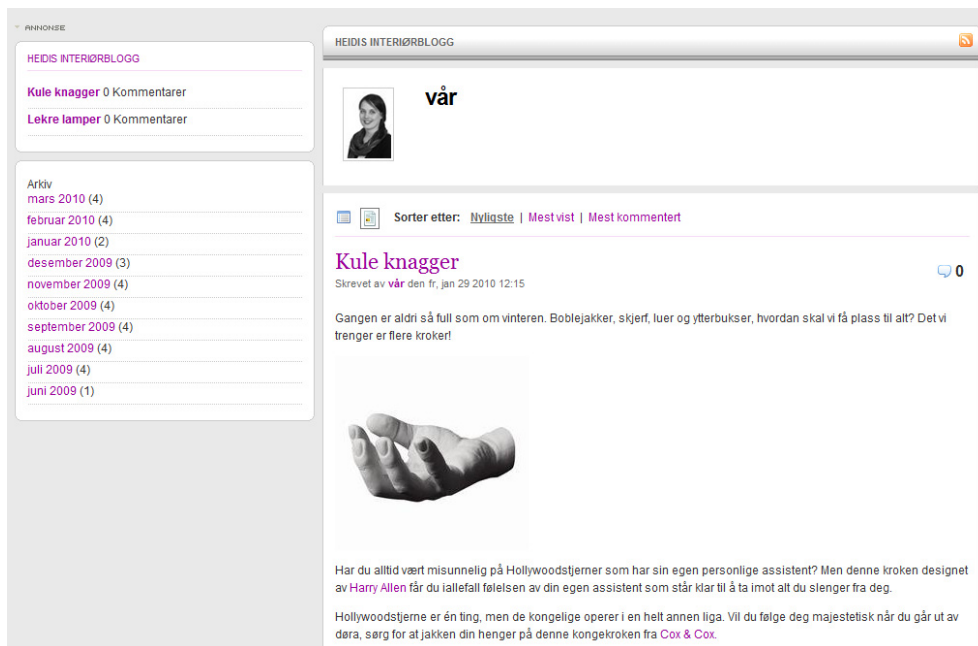 ANNONSE
HEIDIS INTERIØRBLOGG
Kule knagger 0 Kommentarer
Lekre lamper 0 Kommentarer
Arkiv
mars 2010 (4)
februar 2010 (4)
januar 2010 (2)
desember 2009 (3)
november 2009 (4)
oktober 2009 (4)
september 2009 (4)
august 2009 (4)
juli 2009 (4)
juni 2009 (1)
HEIDIS INTERIØRBLOGG
vår
Sorter etter: Nyligste | Mest vist | Mest kommentert
Kule knagger
0
Skrevet av vår den fr, jan 29 2010 12:15
Gangen er aldri så full som om vinteren. Boblejakker, skjerf, luer og ytterbukser, hvordan skal vi få plass til alt? Det vi
trenger er flere kroker!
Har du alltid vært misunnelig på Hollywoodstjerner som har sin egen personlige assistent? Men denne kroken designet
av Harry Allen får du iallefall følelsen av din egen assistent som står klar til å ta imot alt du slenger fra deg.
Hollywoodstjerne er én ting, men de kongelige operer i en helt annen liga. Vil du følge deg majestetisk når du går ut av
døra, sørg for at jakken din henger på denne kongekroken fra Cox & Cox.